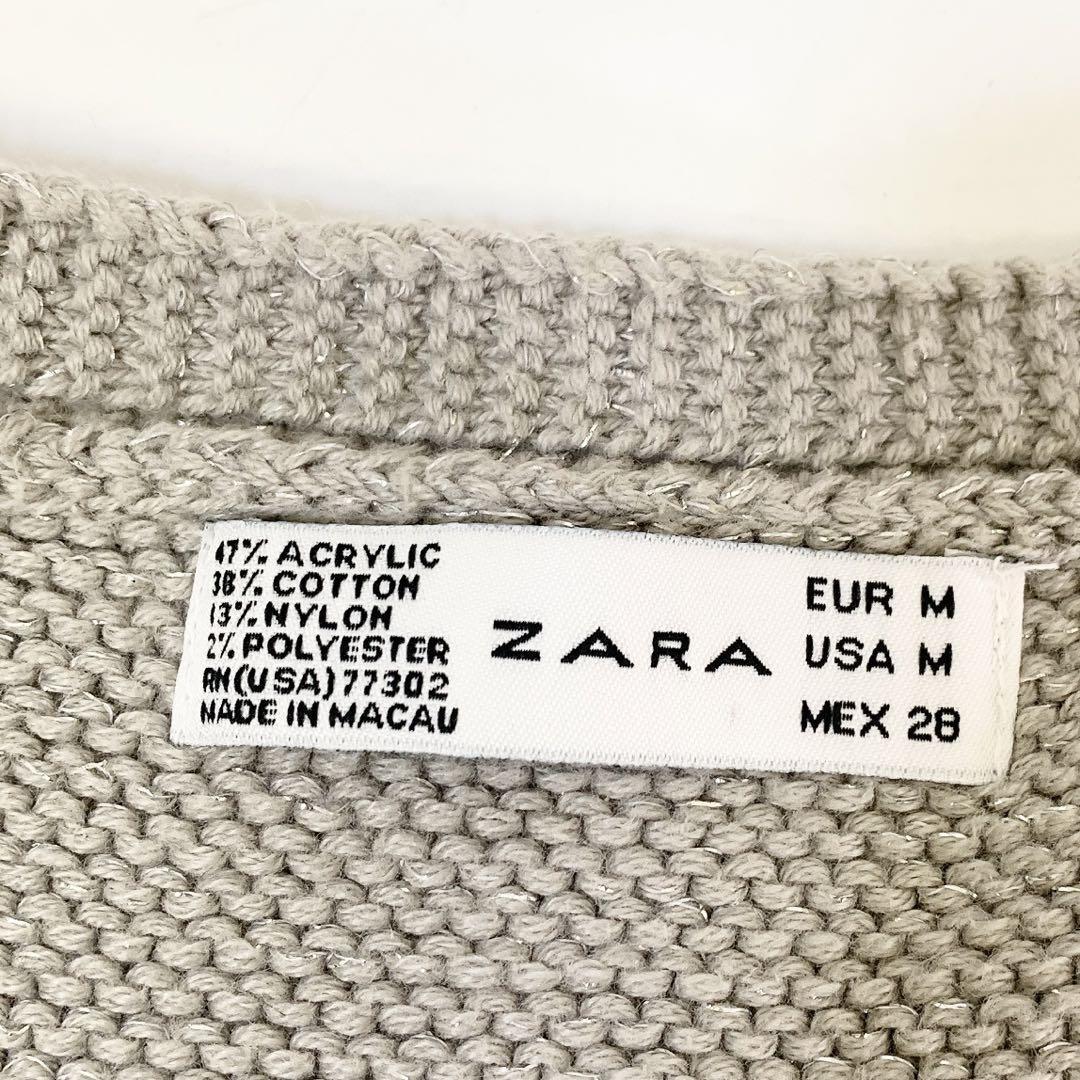 47% ACRYLIC
38% COTTON
13% NYLON
2% POLYESTER
RN(USA)77302
MADE IN MACAU
ZARA
EUR M
USA M
MEX 28